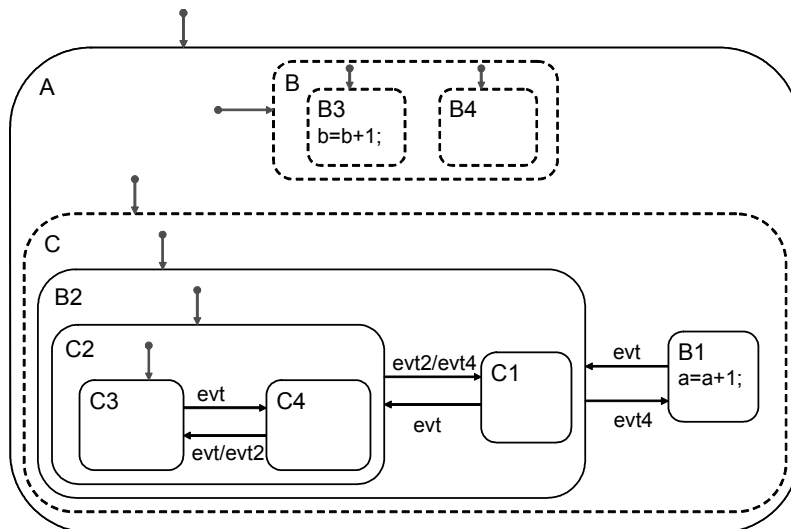 A
B
B3
b=b+1;
B4
C
B2
C2
C3
evt
C4
evt/evt2
evt2/evt4
evt
C1
evt
evt4
B1
a=a+1;